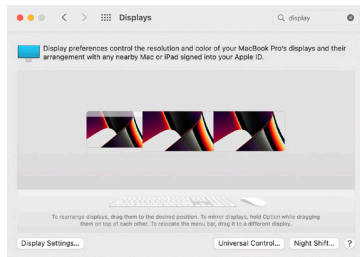 Displays
display
Display preferences control the resolution and color of your MacBook Pro's displays and their
arrangement with any nearby Mac or iPad signed into your Apple ID.
To rearrange displays, drag them to the desired position. To mirror displays, hold Option while dragging
them on top of each other. To relocate the menu bar, drag it to a different display.
Display Settings...
Universal Control...
Night Shift...
?